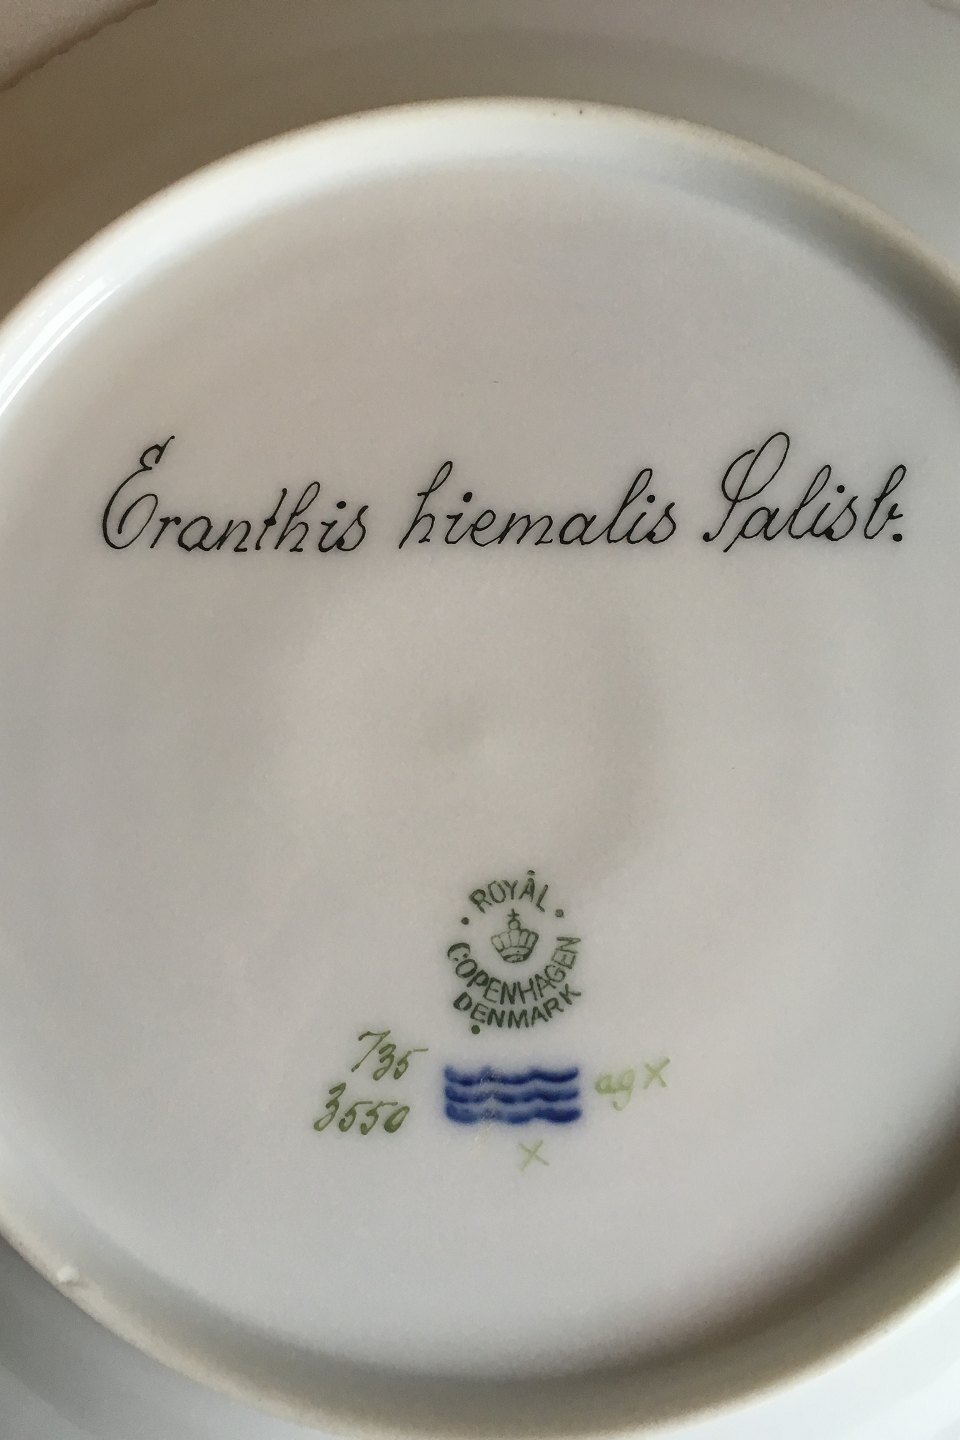 Eranthis hiemalis Salisb.
ROYAL
COPENHAGEN
DENMARK
735
3550
ag X
X